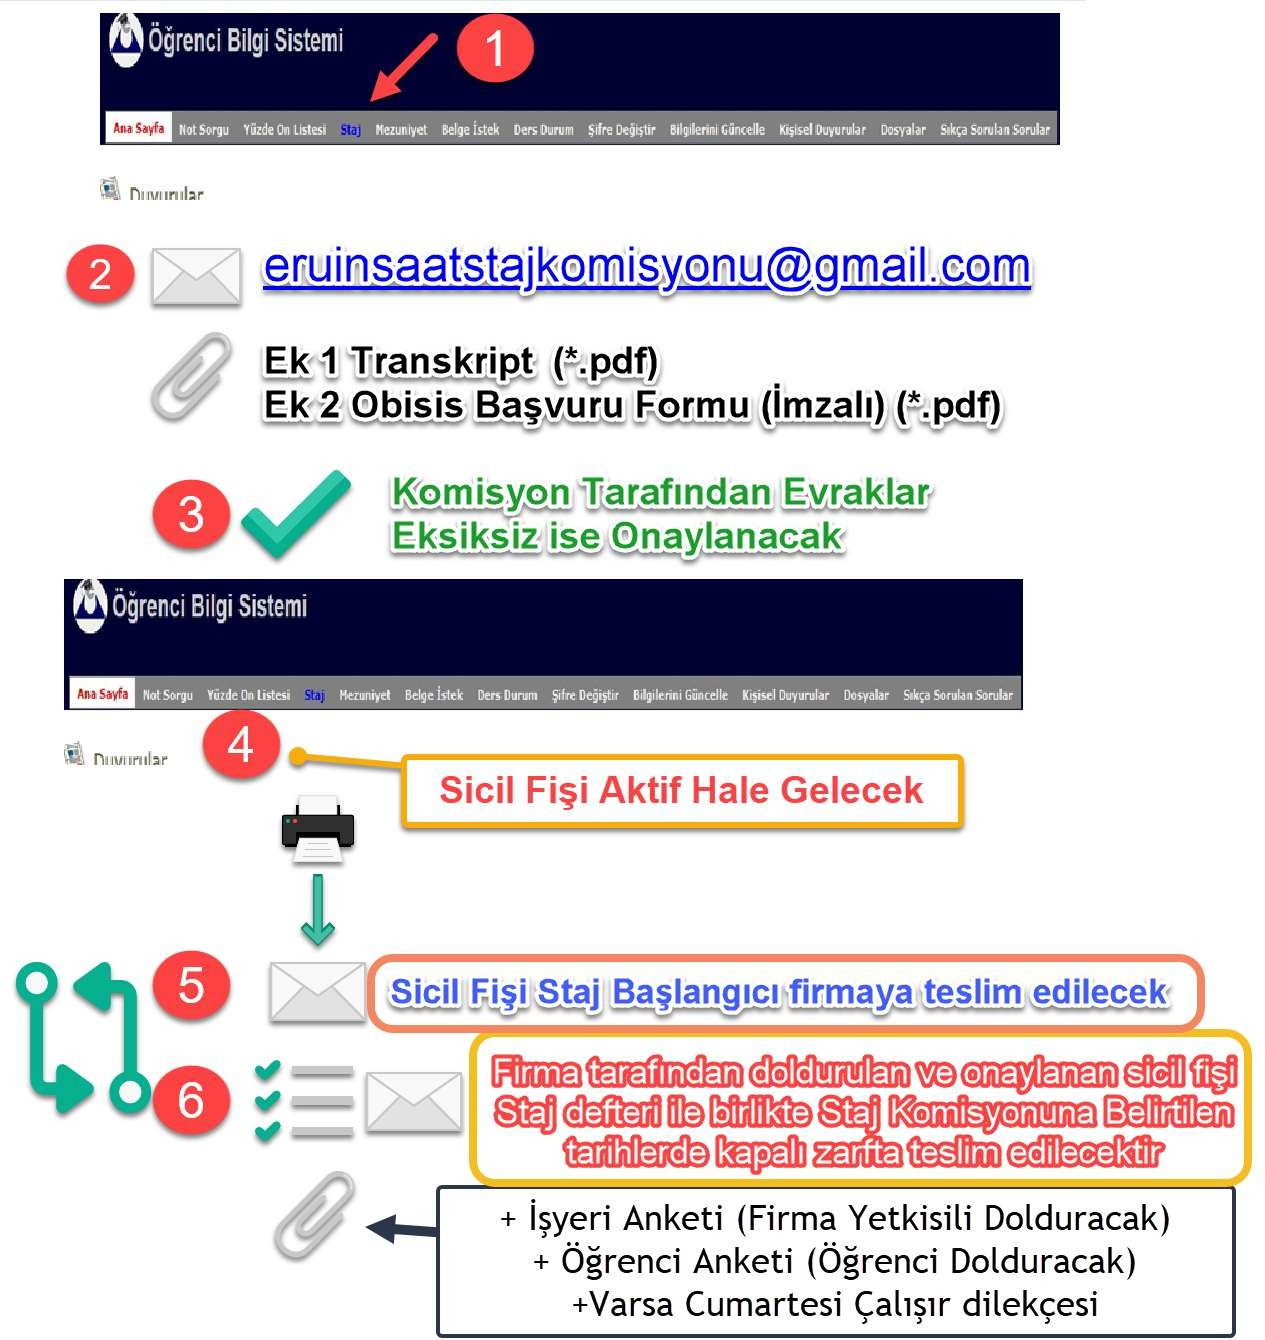 Öğrenci Bilgi Sistemi
1
Ana Sayfa Not Sorgu Yüzde On Listesi Staj Mezuniyet Belge İstek Ders Durum Şifre Değiştir Bilgilerini Güncelle Kişisel Duyurular Dosyalar Sıkça Sorulan Sorular
Duyurular
2
eruinsaatstajkomisyonu@gmail.com
Ek 1 Transkript (*.pdf)
Ek 2 Obisis Başvuru Formu (İmzalı) (*.pdf)
3
Komisyon Tarafından Evraklar
Eksiksiz ise Onaylanacak
Öğrenci Bilgi Sistemi
Ana Sayfa Not Sorgu Yüzde On Listesi Staj Mezuniyet Belge İstek Ders Durum Şifre Değiştir Bilgilerini Güncelle Kişisel Duyurular Dosyalar Sıkça Sorulan Sorular
Duyurular
4
Sicil Fişi Aktif Hale Gelecek
5
Sicil Fişi Staj Başlangıcı firmaya teslim edilecek
6
Firma tarafından doldurulan ve onaylanan sicil fişi
Staj defteri ile birlikte Staj Komisyonuna Belirtilen
tarihlerde kapalı zarfta teslim edilecektir
+ İşyeri Anketi (Firma Yetkisili Dolduracak)
+ Öğrenci Anketi (Öğrenci Dolduracak)
+Varsa Cumartesi Çalışır dilekçesi